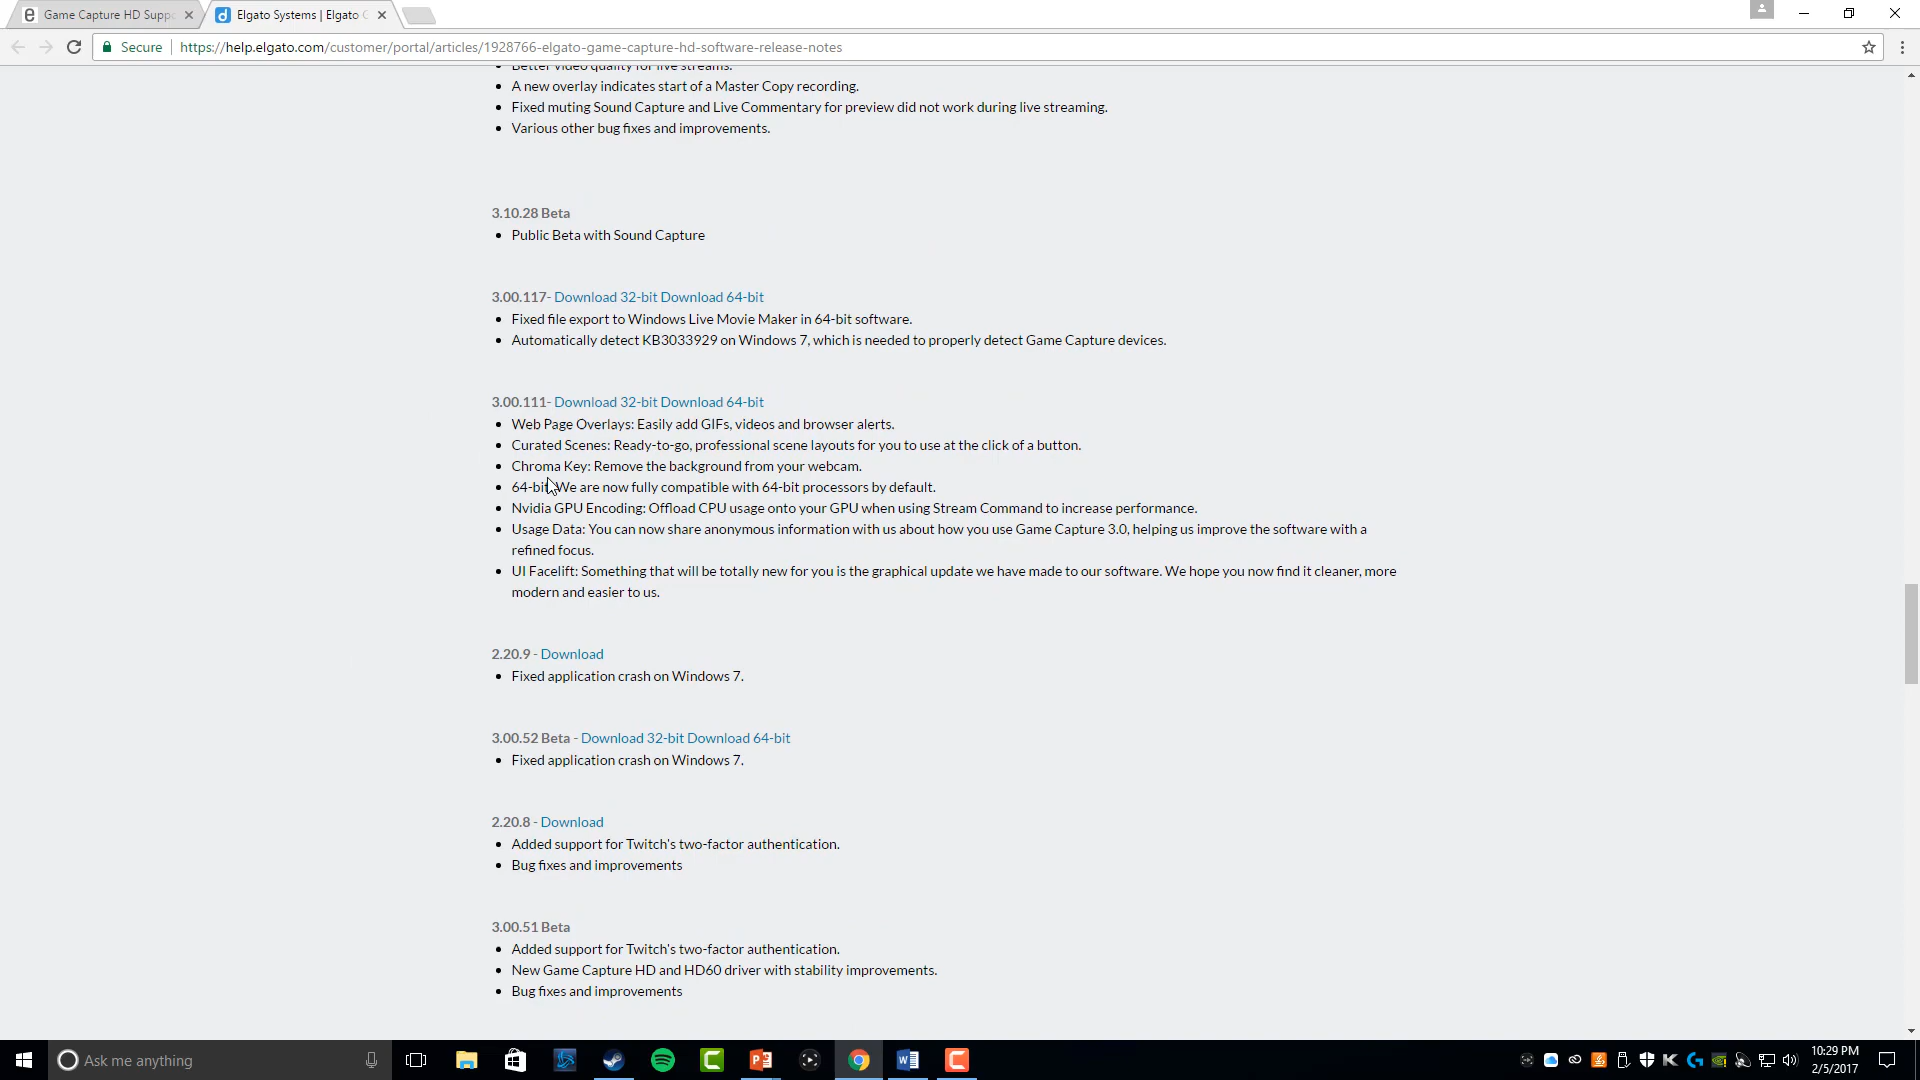 Game Capture HD Supp
Elgato Systems | Elgato G
Secure
https://help.elgato.com/customer/portal/articles/1928766-elgato-game-capture-hd-software-release-notes
Better video quality for live streams.
A new overlay indicates start of a Master Copy recording.
Fixed muting Sound Capture and Live Commentary for preview did not work during live streaming.
Various other bug fixes and improvements.
3.10.28 Beta
Public Beta with Sound Capture
3.00.117- Download 32-bit Download 64-bit
Fixed file export to Windows Live Movie Maker in 64-bit software.
Automatically detect KB3033929 on Windows 7, which is needed to properly detect Game Capture devices.
3.00.111- Download 32-bit Download 64-bit
Web Page Overlays: Easily add GIFs, videos and browser alerts.
Curated Scenes: Ready-to-go, professional scene layouts for you to use at the click of a button.
Chroma Key: Remove the background from your webcam.
64-bit: We are now fully compatible with 64-bit processors by default.
Nvidia GPU Encoding: Offload CPU usage onto your GPU when using Stream Command to increase performance.
Usage Data: You can now share anonymous information with us about how you use Game Capture 3.0, helping us improve the software with a
refined focus.
UI Facelift: Something that will be totally new for you is the graphical update we have made to our software. We hope you now find it cleaner, more
modern and easier to us.
2.20.9 - Download
Fixed application crash on Windows 7.
3.00.52 Beta - Download 32-bit Download 64-bit
Fixed application crash on Windows 7.
2.20.8 - Download
Added support for Twitch's two-factor authentication.
Bug fixes and improvements
3.00.51 Beta
Added support for Twitch's two-factor authentication.
New Game Capture HD and HD60 driver with stability improvements.
Bug fixes and improvements
Ask me anything
10:29 PM
2/5/2017